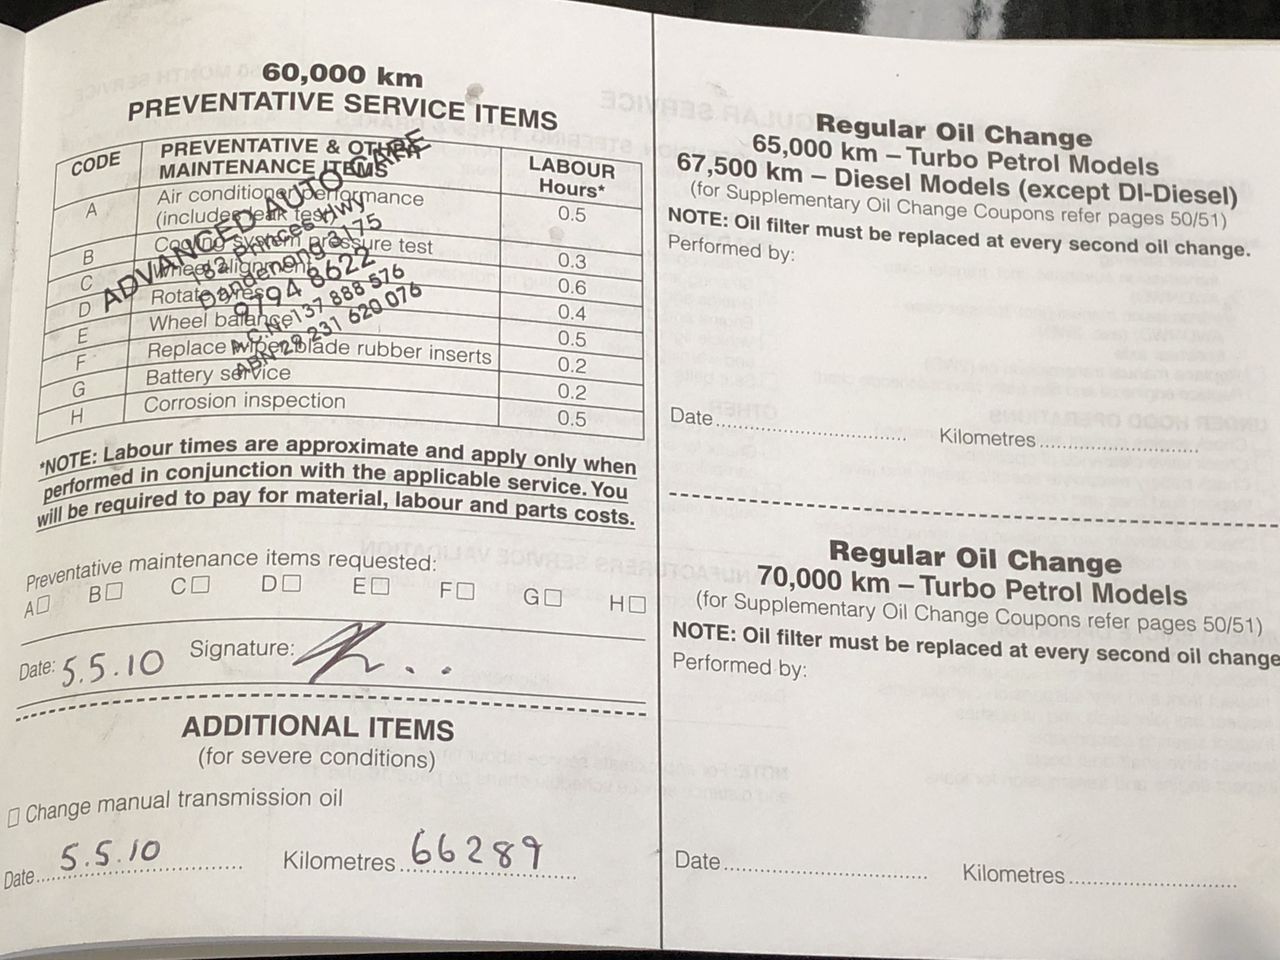 60,000 km
PREVENTATIVE SERVICE ITEMS
CODE PREVENTATIVE & OTHER MAINTENANCE ITEMS LABOUR Hours*
A Air conditioner performance (includes leak test) 0.5
B Cooling system pressure test 0.3
C Wheel alignment 0.6
D Rotate tyres 0.4
E Wheel balance 0.5
F Replace wiper blade rubber inserts 0.2
G Battery service 0.2
H Corrosion inspection 0.5
ADVANCED AUTO CARE
Princes Hwy
Dandenong 3175
9794 8622
A.C.N. 137 888 576
ABN 28 231 620 076
*NOTE: Labour times are approximate and apply only when
performed in conjunction with the applicable service. You
will be required to pay for material, labour and parts costs.
Preventative maintenance items requested:
A□ B□ C□ D□ E□ F□ G□ H□
Date: 5.5.10 Signature:
ADDITIONAL ITEMS
(for severe conditions)
□ Change manual transmission oil
Date 5.5.10 Kilometres 66289
Regular Oil Change
65,000 km – Turbo Petrol Models
67,500 km – Diesel Models (except DI-Diesel)
(for Supplementary Oil Change Coupons refer pages 50/51)
NOTE: Oil filter must be replaced at every second oil change.
Performed by:
Date.................... Kilometres....................
Regular Oil Change
70,000 km – Turbo Petrol Models
(for Supplementary Oil Change Coupons refer pages 50/51)
NOTE: Oil filter must be replaced at every second oil change
Performed by:
Date.................... Kilometres....................